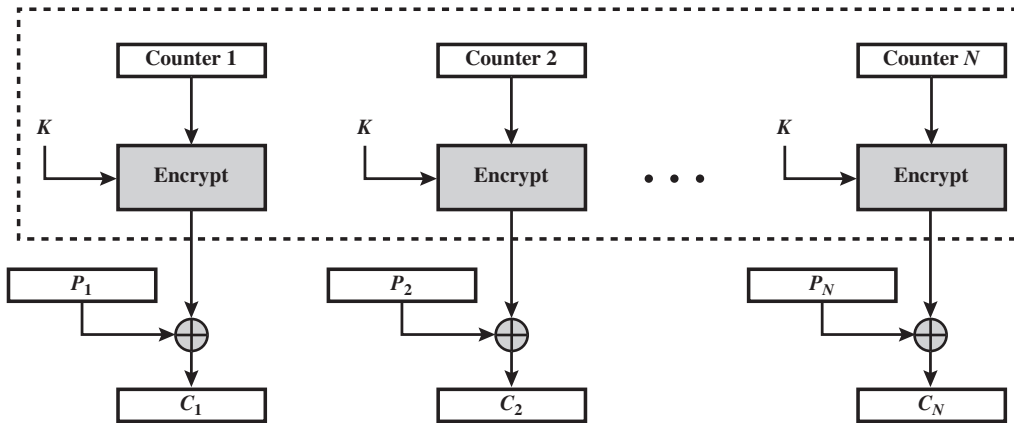 Counter 1 Counter 2 Counter N
K K K
Encrypt Encrypt • • • Encrypt
P1 P2 PN
C1 C2 CN